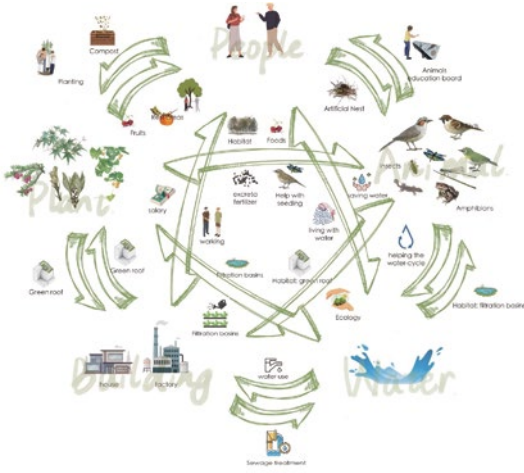 People
Compost
Planting
Fruits
Animals
education board
Artificial Nest
Habitat
Foods
Animal
Insects
Amphibians
Plant
excreta
fertilizer
Help with
seeding
saving water
salary
working
living with
water
helping the
water cycle
Green roof
Green roof
Filtration basins
Habitat: green roof
Habitat: filtration basins
Ecology
Filtration basins
Building
house
factory
Water
water use
Sewage treatment